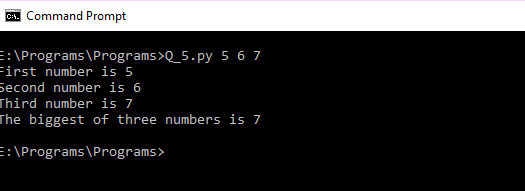 Command Prompt
E:\Programs\Programs>Q_5.py 5 6 7
First number is 5
Second number is 6
Third number is 7
The biggest of three numbers is 7
E:\Programs\Programs>